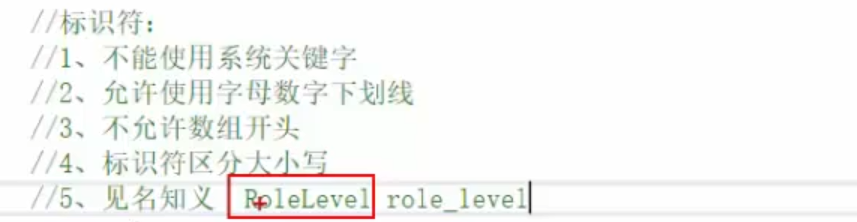 //标识符：
//1、不能使用系统关键字
//2、允许使用字母数字下划线
//3、不允许数组开头
//4、标识符区分大小写
//5、见名知义 RoleLevel role_level